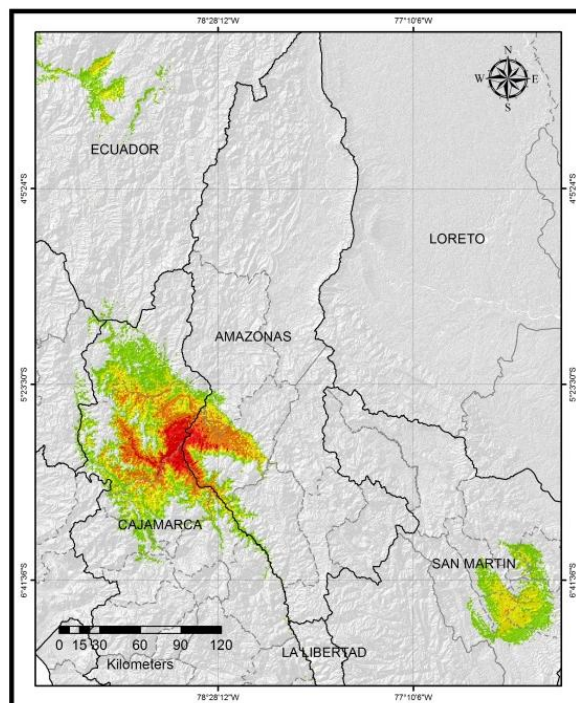 78°28'12"W 77°10'6"W
N
W E
S
ECUADOR
4°5'24"S 4°5'24"S
LORETO
AMAZONAS
5°23'30"S 5°23'30"S
CAJAMARCA
SAN MARTIN
6°41'36"S 6°41'36"S
0 15 30 60 90 120
Kilometers
LA LIBERTAD
78°28'12"W 77°10'6"W